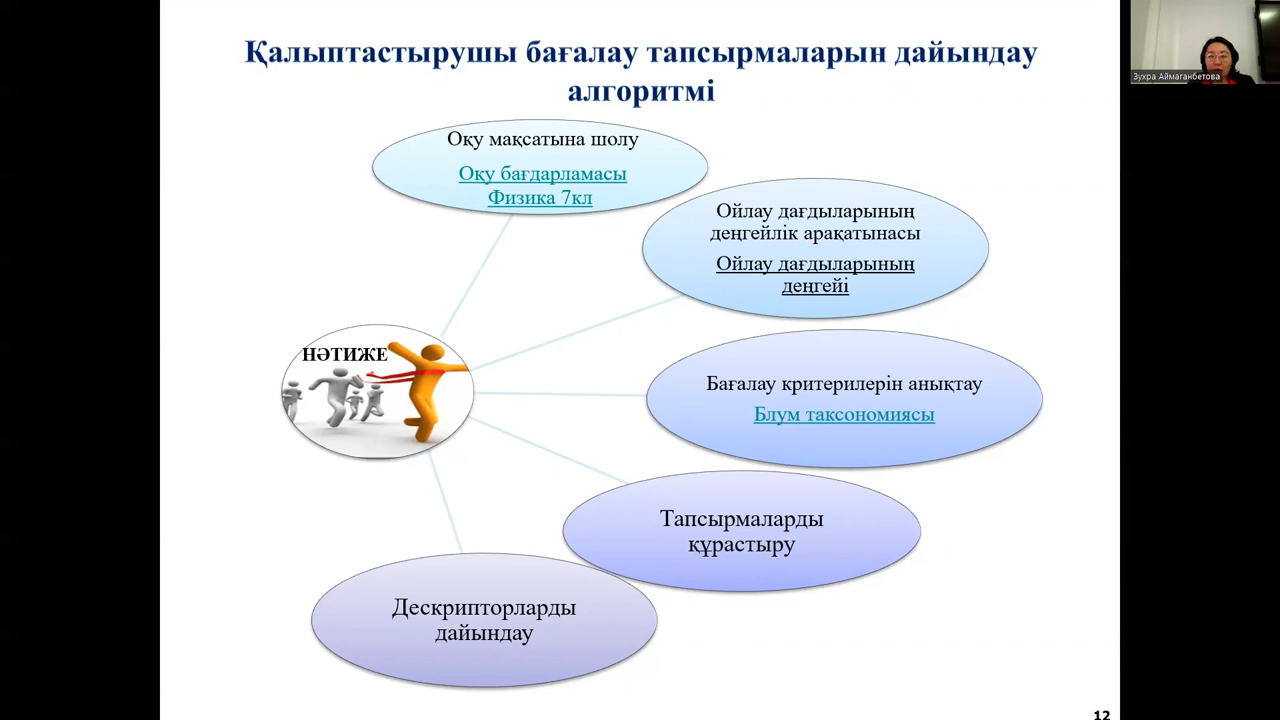 Қалыптастырушы бағалау тапсырмаларын дайындау
алгоритмі
Зухра Аймаганбетова
Оқу мақсатына шолу
Оқу бағдарламасы
Физика 7кл
Ойлау дағдыларының
деңгейлік арақатынасы
Ойлау дағдыларының
деңгейі
НӘТИЖЕ
Бағалау критерилерін анықтау
Блум таксономиясы
Тапсырмаларды
құрастыру
Дескрипторларды
дайындау
12